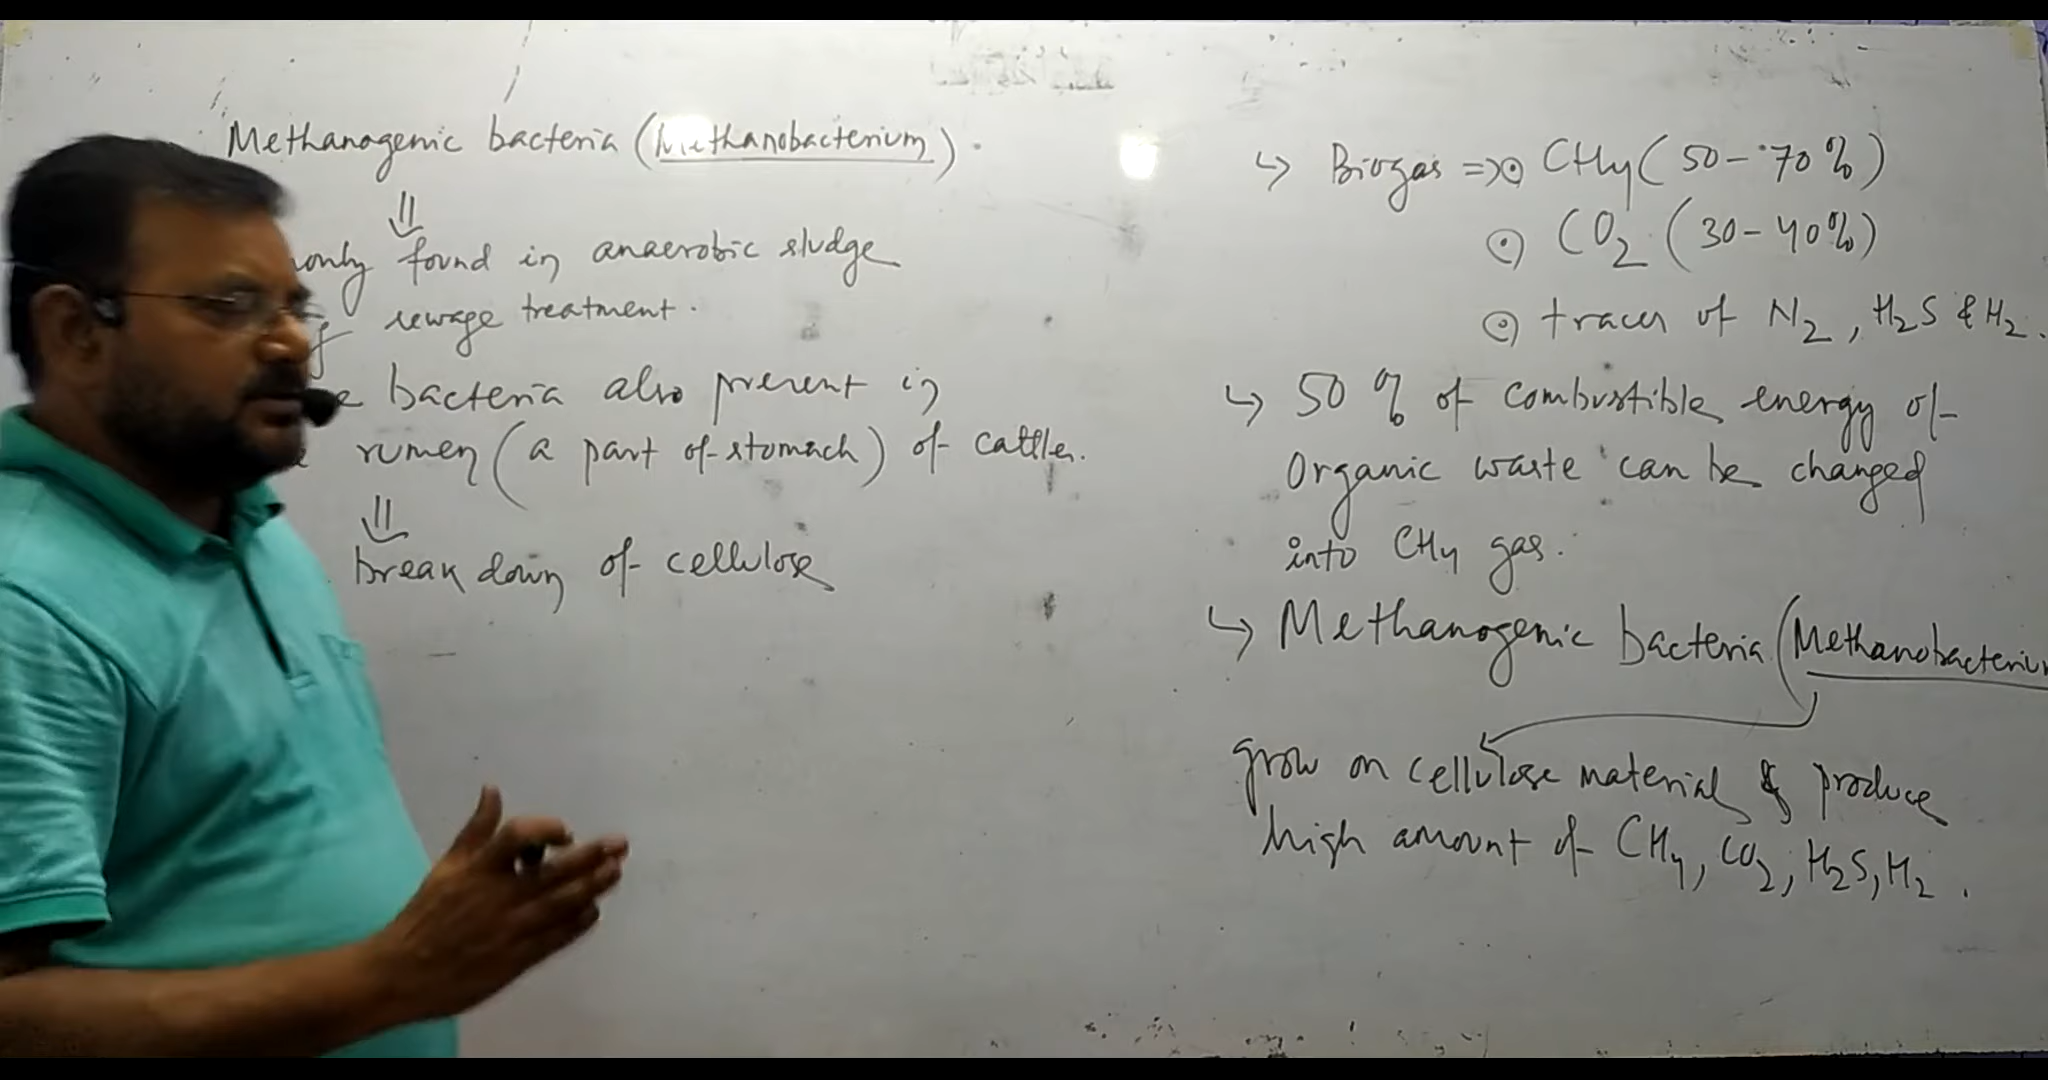 Methanogenic bacteria (Methanobacterium).
⇓
found in anaerobic sludge
sewage treatment.
bacteria also present in
rumen (a part of stomach) of cattle.
⇓
break down of cellulose
↪ Biogas => ⊙ CH4 (50-70%)
⊙ CO2 (30-40%)
⊙ traces of N2, H2S & H2.
↪ 50% of combustible energy of
Organic waste can be changed
into CH4 gas.
↪ Methanogenic bacteria (Methanobacterium
grow on cellulose material & produce
high amount of CH4, CO2, H2S, H2.